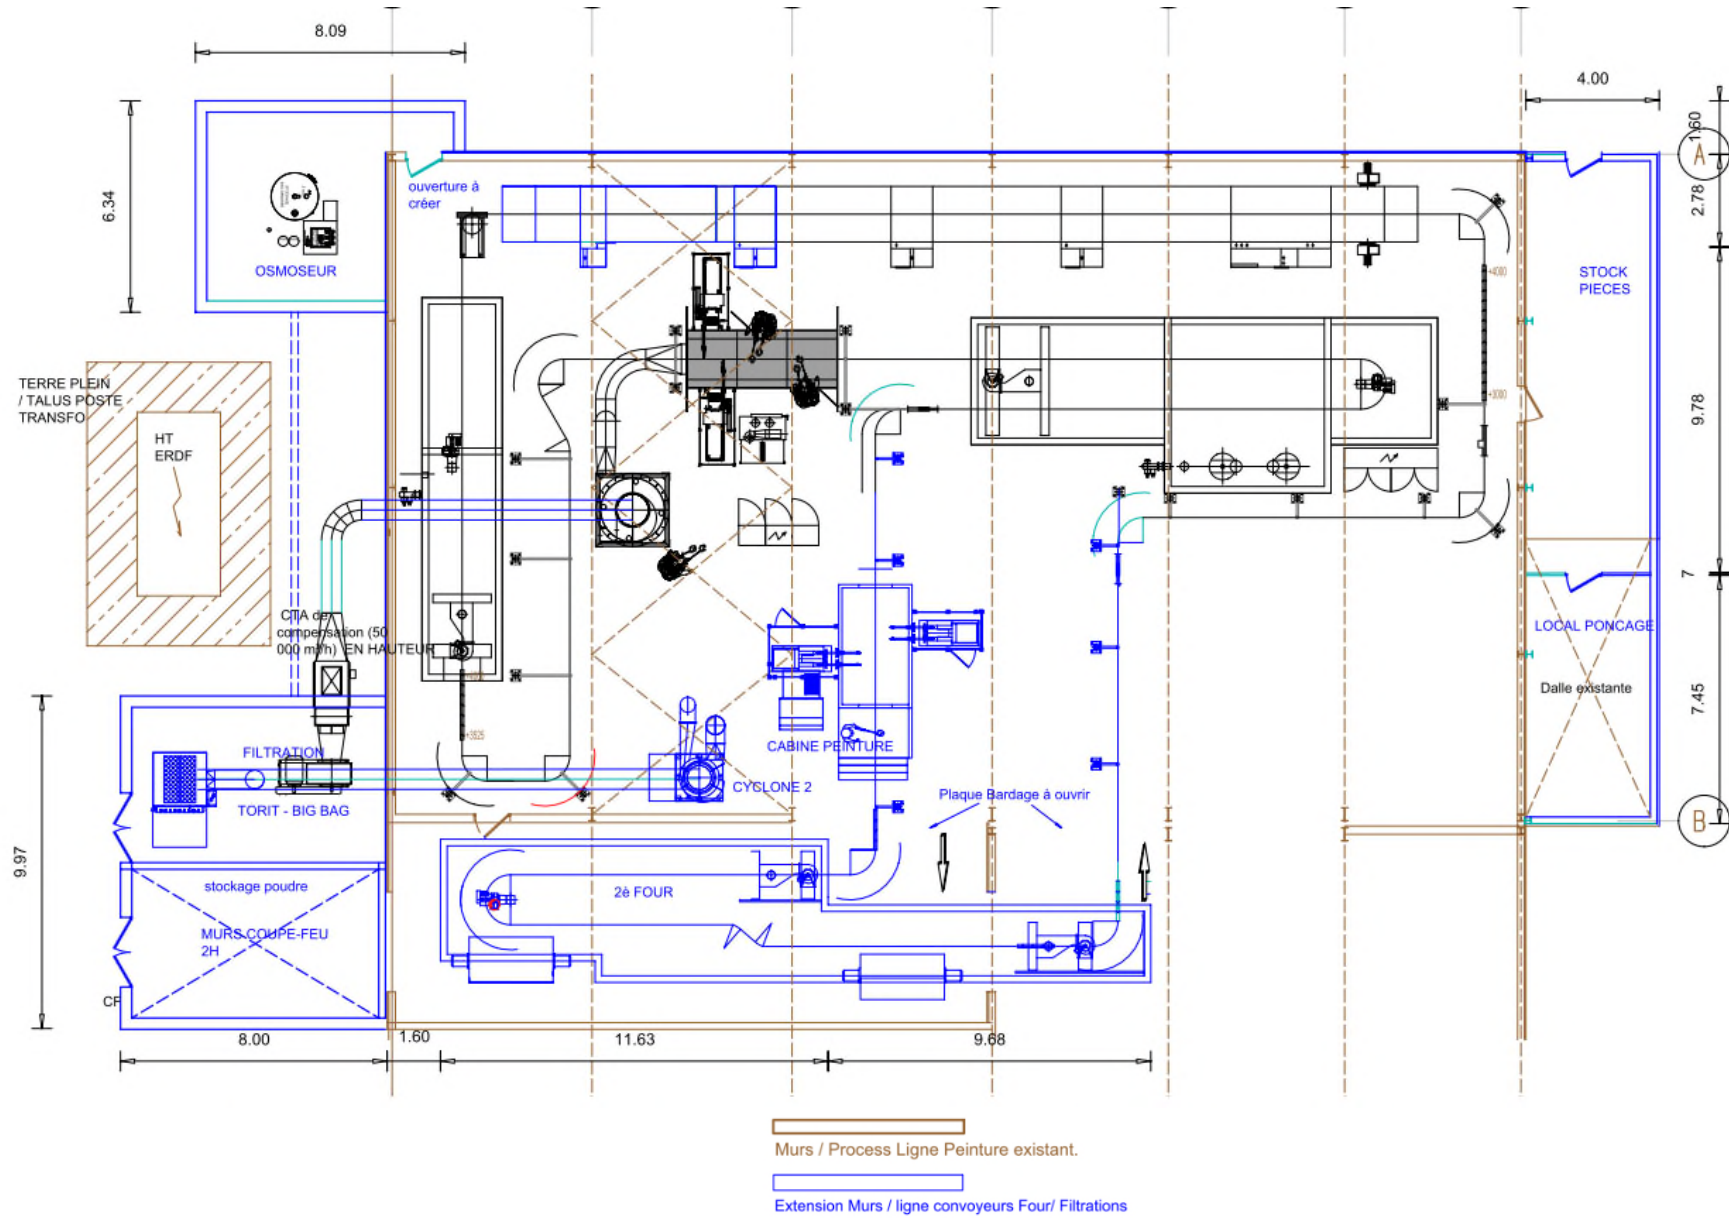 8.09
4.00
1.60
A
6.34
ouverture à
créer
2.78
OSMOSEUR
STOCK
PIECES
+4000
TERRE PLEIN
/ TALUS POSTE
TRANSFO
+3000
9.78
HT
ERDF
7
CTA de
compensation (50
000 m³/h) EN HAUTEUR
LOCAL PONCAGE
Dalle existante
7.45
+3525
FILTRATION
CABINE PEINTURE
CYCLONE 2
TORIT - BIG BAG
Plaque Bardage à ouvrir
B
9.97
stockage poudre
2è FOUR
MURS COUPE-FEU
2H
CF
8.00
1.60
11.63
9.68
Murs / Process Ligne Peinture existant.
Extension Murs / ligne convoyeurs Four/ Filtrations